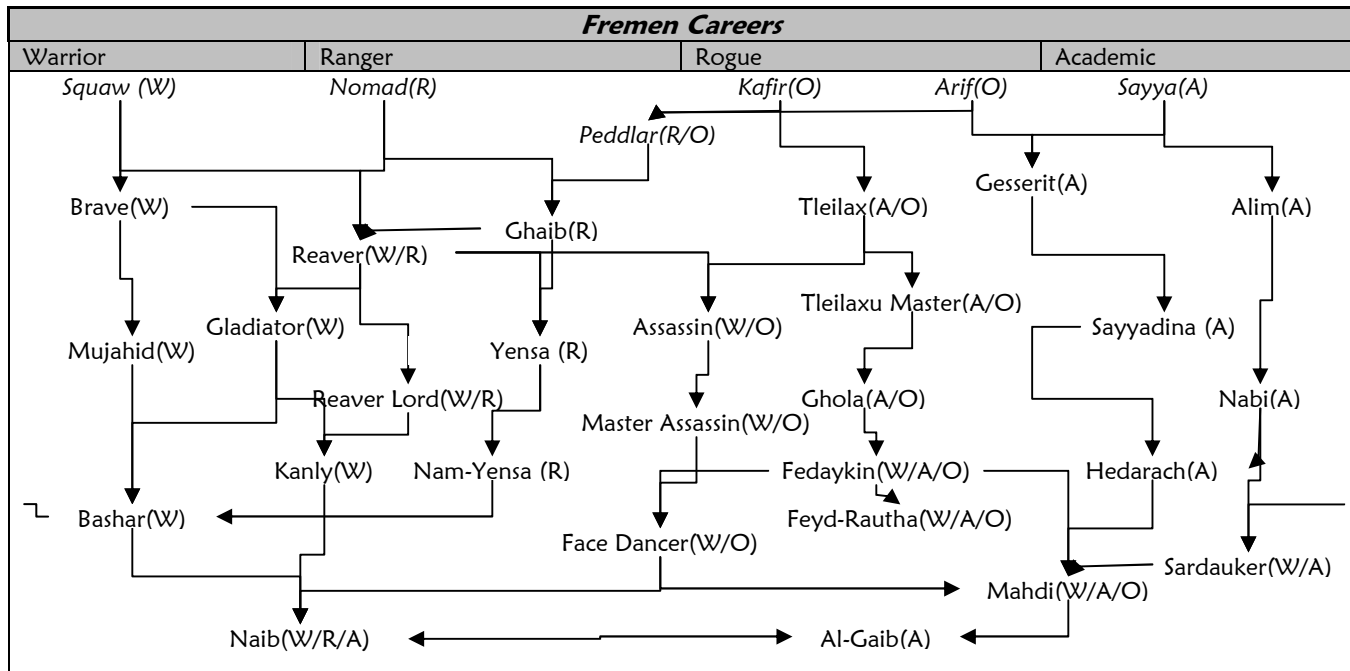 Fremen Careers
Warrior Ranger Rogue Academic
Squaw (W) Nomad(R) Kafir(O) Arif(O) Sayya(A)
Peddlar(R/O)
Gesserit(A)
Brave(W) Tleilax(A/O) Alim(A)
Ghaib(R)
Reaver(W/R)
Tleilaxu Master(A/O)
Gladiator(W) Assassin(W/O) Sayyadina (A)
Mujahid(W) Yensa (R)
Reaver Lord(W/R) Ghola(A/O) Nabi(A)
Master Assassin(W/O)
Kanly(W) Nam-Yensa (R) Fedaykin(W/A/O) Hedarach(A)
Bashar(W) Feyd-Rautha(W/A/O)
Face Dancer(W/O)
Sardauker(W/A)
Mahdi(W/A/O)
Naib(W/R/A) Al-Gaib(A)